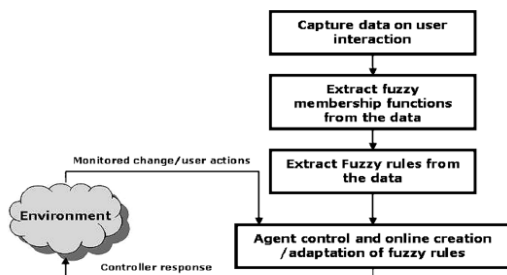 Capture data on user
interaction
Extract fuzzy
membership functions
from the data
Extract Fuzzy rules from
the data
Monitored change/user actions
Environment
Agent control and online creation
/adaptation of fuzzy rules
Controller response